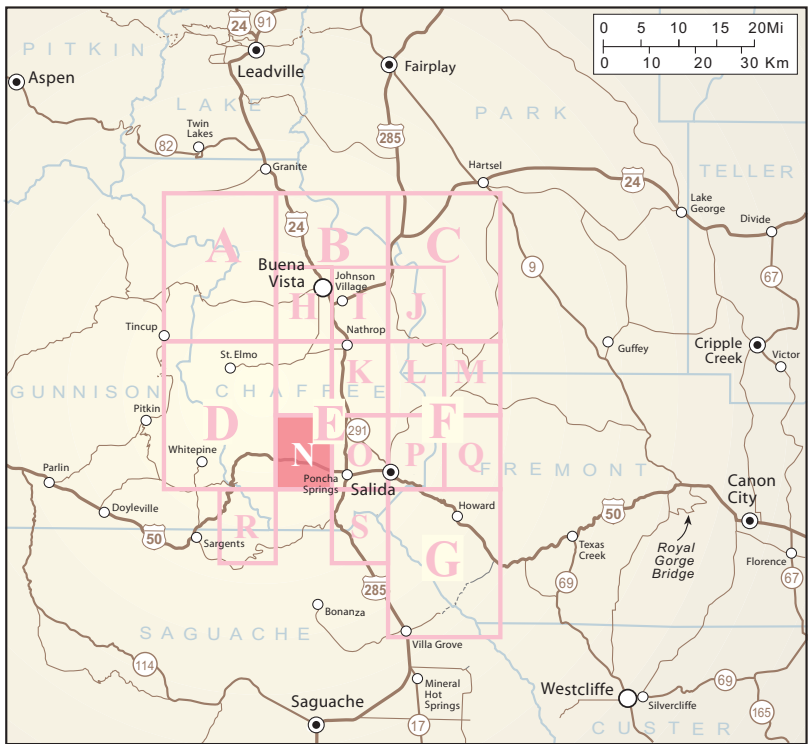 24
91
0 5 10 15 20Mi
0 10 20 30 Km
PITKIN
Leadville
Fairplay
Aspen
LAKE
PARK
Twin
Lakes
82
285
Granite
Hartsel
TELLER
24
Lake
George
Divide
24
A
B
C
Buena
Vista
Johnson
Village
9
67
H
I
J
Tincup
Nathrop
Guffey
Cripple
Creek
Victor
St. Elmo
K
L
M
GUNNISON
CHAFFEE
Pitkin
D
E
F
291
Whitepine
N
O
P
Q
Parlin
Poncha
Springs
Salida
FREMONT
Canon
City
Doyleville
Howard
50
50
Sargents
R
S
G
Texas
Creek
Royal
Gorge
Bridge
Florence
69
67
285
Bonanza
SAGUACHE
Villa Grove
114
Mineral
Hot
Springs
Westcliffe
69
Silvercliffe
Saguache
17
165
CUSTER